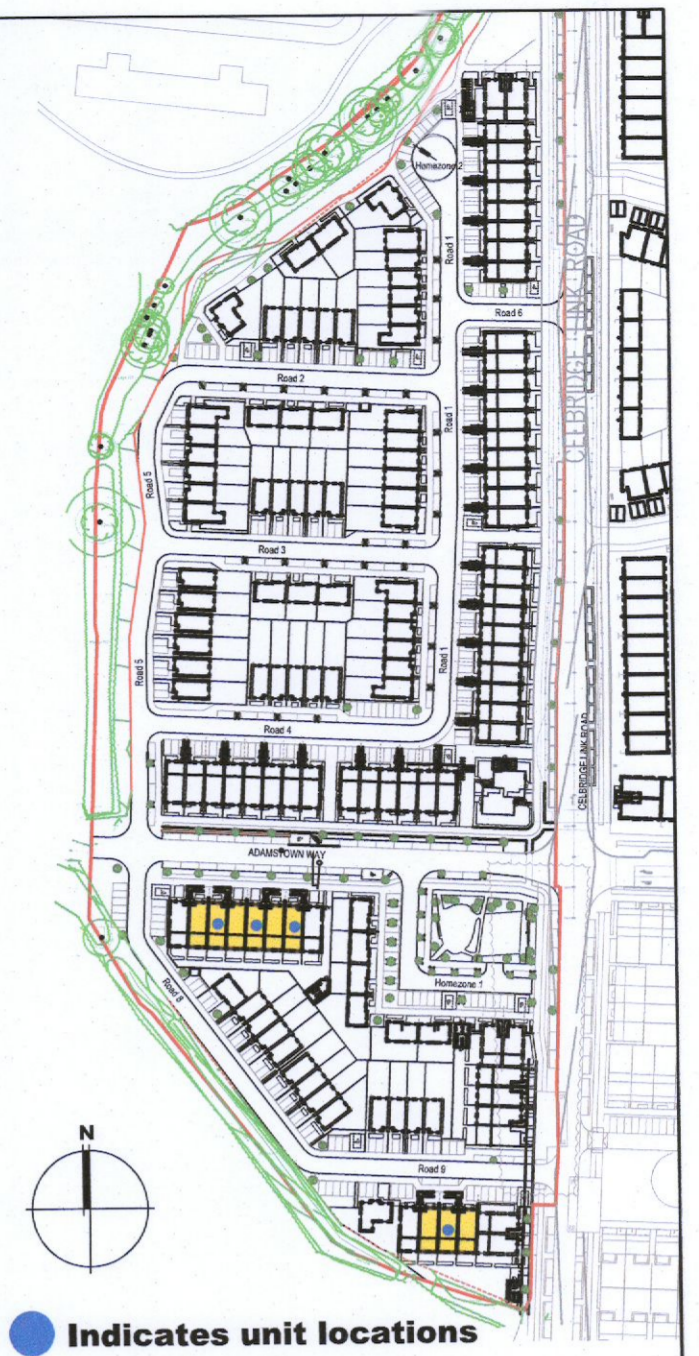 Homezone 2
Road 1
CELBRIDGE LINK ROAD
Road 6
Road 2
Road 1
Road 5
Road 3
Road 1
Road 5
Road 4
CELBRIDGE LINK ROAD
ADAMSTOWN WAY
Homezone 1
Road 8
Road 9
N
Indicates unit locations